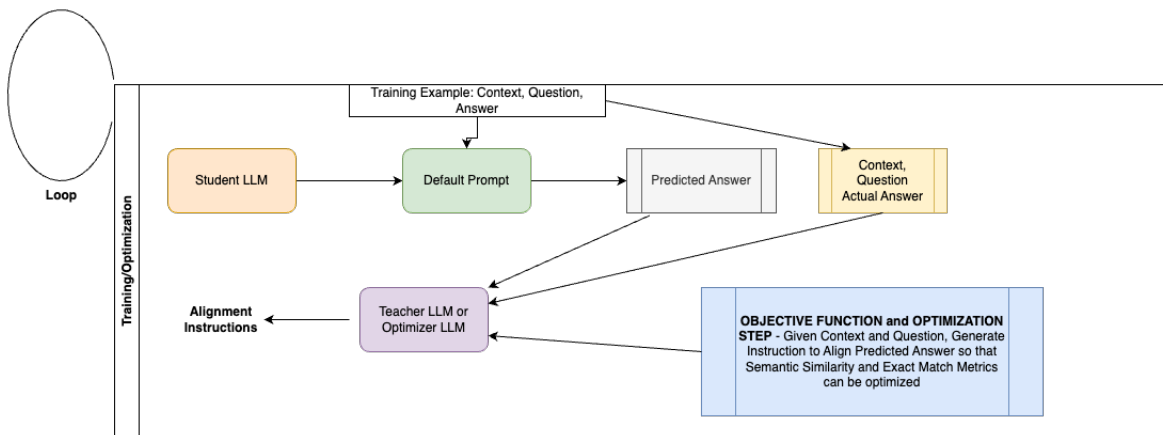 Training Example: Context, Question,
Answer
Student LLM
Default Prompt
Predicted Answer
Context,
Question
Actual Answer
Loop
Training/Optimization
Alignment
Instructions
Teacher LLM or
Optimizer LLM
OBJECTIVE FUNCTION and OPTIMIZATION
STEP - Given Context and Question, Generate
Instruction to Align Predicted Answer so that
Semantic Similarity and Exact Match Metrics
can be optimized